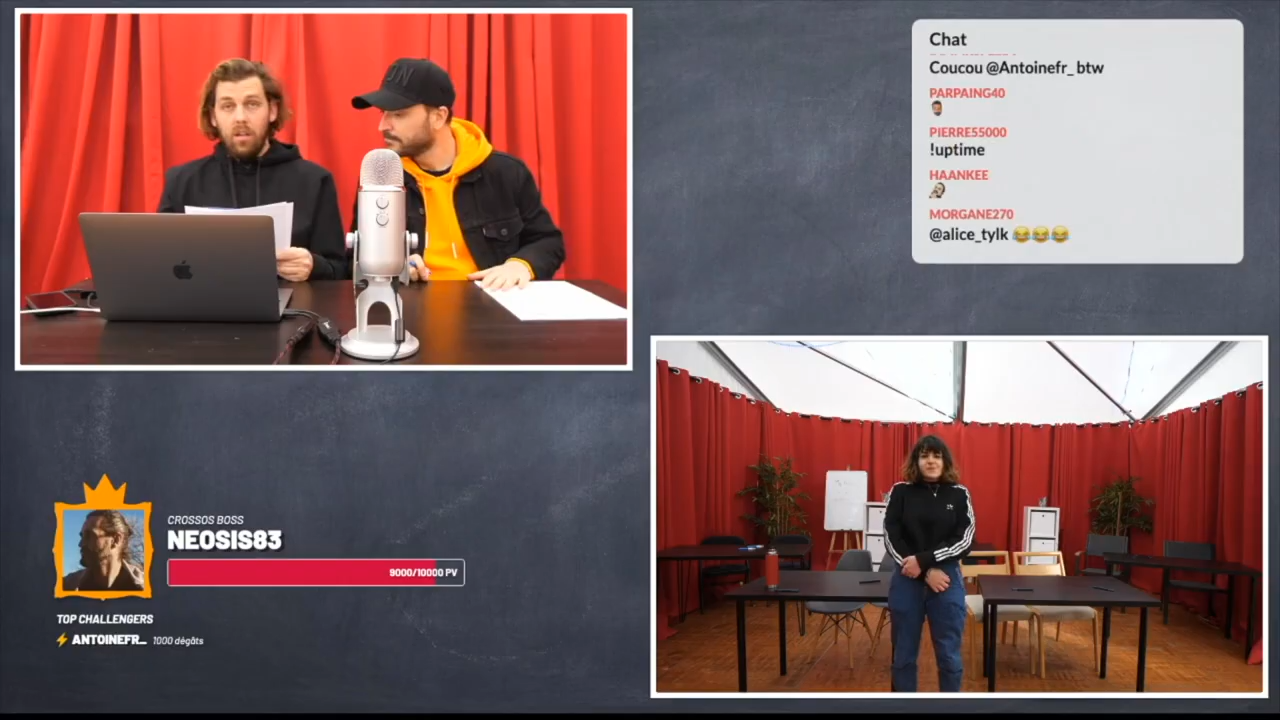 Chat
Coucou @Antoinefr_ btw
PARPAING40
PIERRE55000
!uptime
HAANKEE
MORGANE270
@alice_tylk 😂😂😂
CROSSOS BOSS
NEOSIS83
9000/10000 PV
TOP CHALLENGERS
⚡ ANTOINEFR_ 1000 dégâts